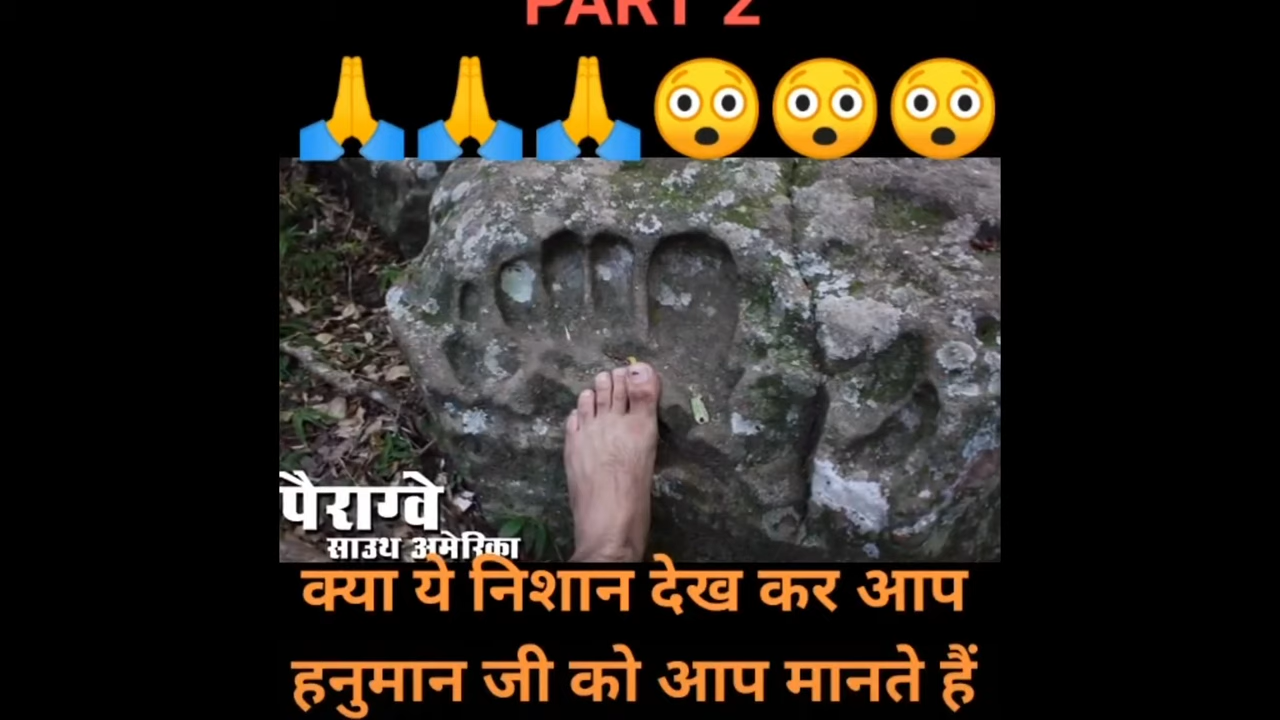 PART 2
🙏🙏🙏😲😲😲
पैराग्वे
साउथ अमेरिका
क्या ये निशान देख कर आप
हनुमान जी को आप मानते हैं